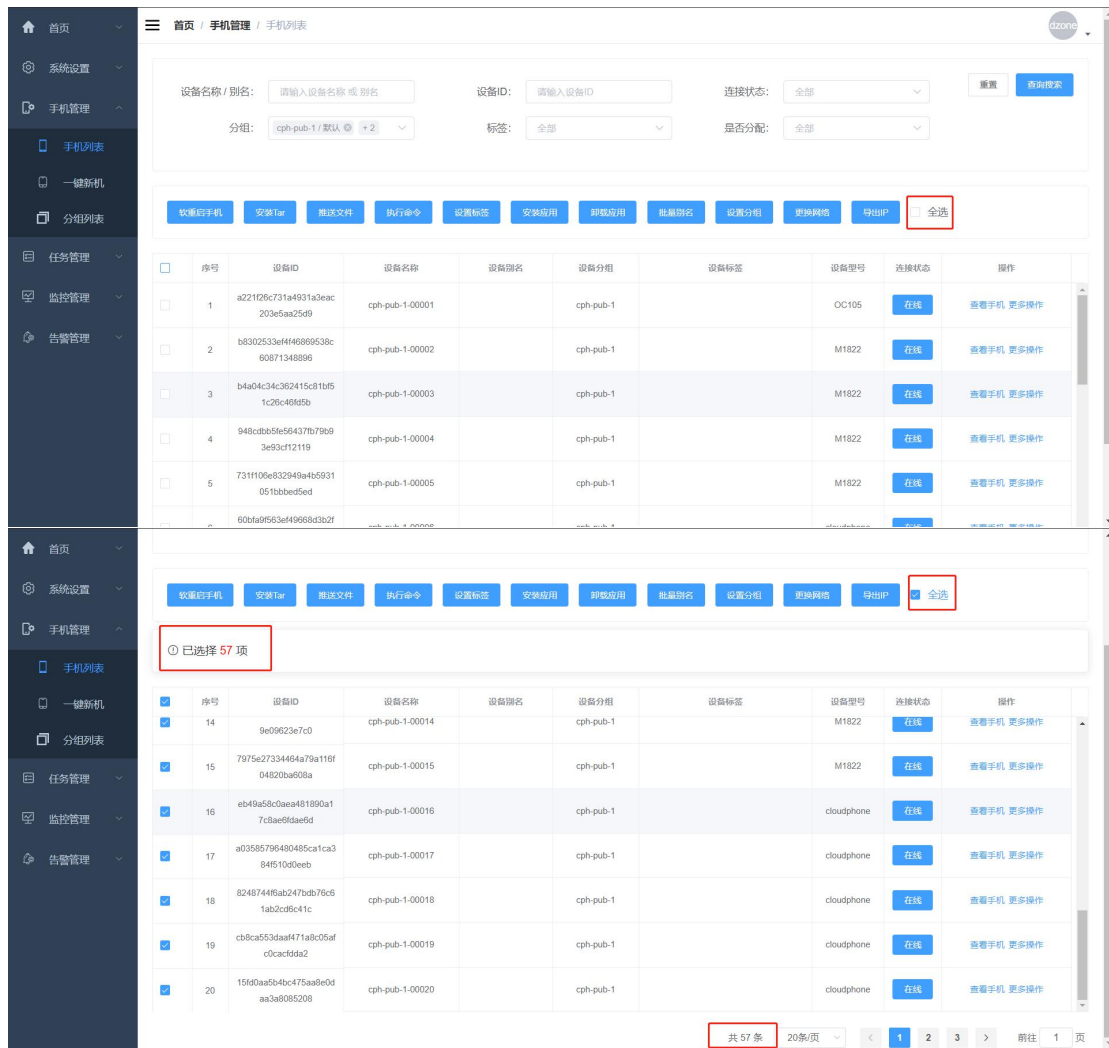 首页
首页 / 手机管理 / 手机列表
dzone
系统设置
手机管理
手机列表
一键新机
分组列表
任务管理
监控管理
告警管理
设备名称 / 别名: 请输入设备名称 或 别名 设备ID: 请输入设备ID 连接状态: 全部 重置 查询搜索
分组: cph-pub-1 / 默认 + 2 标签: 全部 是否分配: 全部
软重启手机 安装Tar 推送文件 执行命令 设置标签 安装应用 卸载应用 批量别名 设置分组 更换网络 导出IP 全选
序号 设备ID 设备名称 设备别名 设备分组 设备标签 设备型号 连接状态 操作
1 a221f26c731a4931a3eac203e5aa25d9 cph-pub-1-00001 cph-pub-1 OC105 在线 查看手机 更多操作
2 b8302533ef4f46869538c60871348896 cph-pub-1-00002 cph-pub-1 M1822 在线 查看手机 更多操作
3 b4a04c34c362415c81bf51c26c46fd5b cph-pub-1-00003 cph-pub-1 M1822 在线 查看手机 更多操作
4 948cdbb5fe56437fb79b93e93cf12119 cph-pub-1-00004 cph-pub-1 M1822 在线 查看手机 更多操作
5 731f106e832949a4b5931051bbbed5ed cph-pub-1-00005 cph-pub-1 M1822 在线 查看手机 更多操作
60bfa9f563ef49668d3b2f
首页
系统设置
手机管理
手机列表
一键新机
分组列表
任务管理
监控管理
告警管理
软重启手机 安装Tar 推送文件 执行命令 设置标签 安装应用 卸载应用 批量别名 设置分组 更换网络 导出IP 全选
已选择 57 项
序号 设备ID 设备名称 设备别名 设备分组 设备标签 设备型号 连接状态 操作
14 9e09623e7c0 cph-pub-1-00014 cph-pub-1 M1822 在线 查看手机 更多操作
15 7975e27334464a79a116f04820ba608a cph-pub-1-00015 cph-pub-1 M1822 在线 查看手机 更多操作
16 eb49a58c0aea481890a17c8ae6fdae6d cph-pub-1-00016 cph-pub-1 cloudphone 在线 查看手机 更多操作
17 a03585796480485ca1ca384f510d0eeb cph-pub-1-00017 cph-pub-1 cloudphone 在线 查看手机 更多操作
18 8248744f6ab247bdb76c61ab2cd6c41c cph-pub-1-00018 cph-pub-1 cloudphone 在线 查看手机 更多操作
19 cb8ca553daaf471a8c05afc0cacfdda2 cph-pub-1-00019 cph-pub-1 cloudphone 在线 查看手机 更多操作
20 15fd0aa5b4bc475aa8e0daa3a8085208 cph-pub-1-00020 cph-pub-1 cloudphone 在线 查看手机 更多操作
共 57 条 20条/页 < 1 2 3 > 前往 1 页